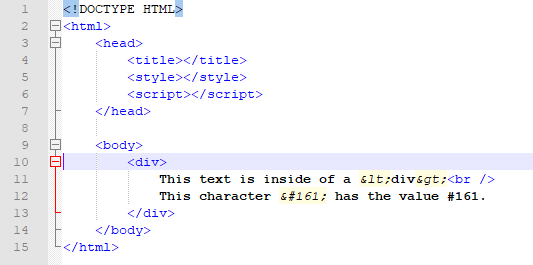 1 <!DOCTYPE HTML>
2 <html>
3 <head>
4 <title></title>
5 <style></style>
6 <script></script>
7 </head>
8
9 <body>
10 <div>
11 This text is inside of a &lt;div&gt;<br />
12 This character &#161; has the value #161.
13 </div>
14 </body>
15 </html>